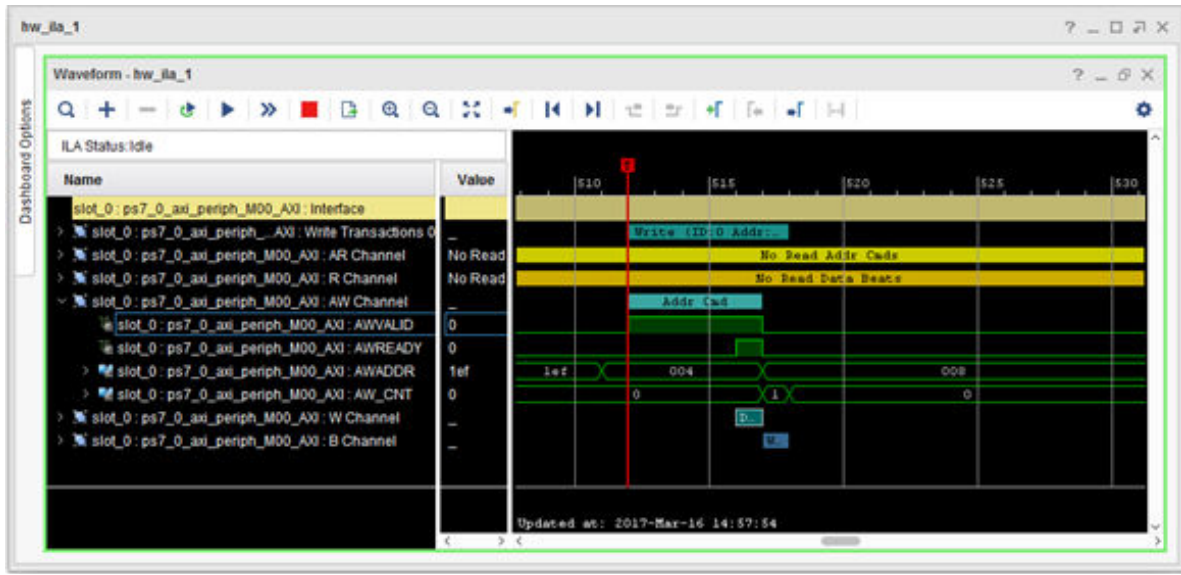 hw_ila_1
Dashboard Options
Waveform - hw_ila_1
ILA Status: Idle
Name Value
510 515 520 525 530
slot_0 : ps7_0_axi_periph_M00_AXI : Interface
slot_0 : ps7_0_axi_periph_...AXI : Write Transactions 0 _ Write (ID:0 Addr:..
slot_0 : ps7_0_axi_periph_M00_AXI : AR Channel No Read No Read Addr Cmds
slot_0 : ps7_0_axi_periph_M00_AXI : R Channel No Read No Read Data Beats
slot_0 : ps7_0_axi_periph_M00_AXI : AW Channel _ Addr Cmd
slot_0 : ps7_0_axi_periph_M00_AXI : AWVALID 0
slot_0 : ps7_0_axi_periph_M00_AXI : AWREADY 0
slot_0 : ps7_0_axi_periph_M00_AXI : AWADDR 1ef 1ef 004 008
slot_0 : ps7_0_axi_periph_M00_AXI : AW_CNT 0 0 1 0
slot_0 : ps7_0_axi_periph_M00_AXI : W Channel _ D..
slot_0 : ps7_0_axi_periph_M00_AXI : B Channel _ W..
Updated at: 2017-Mar-16 14:57:54